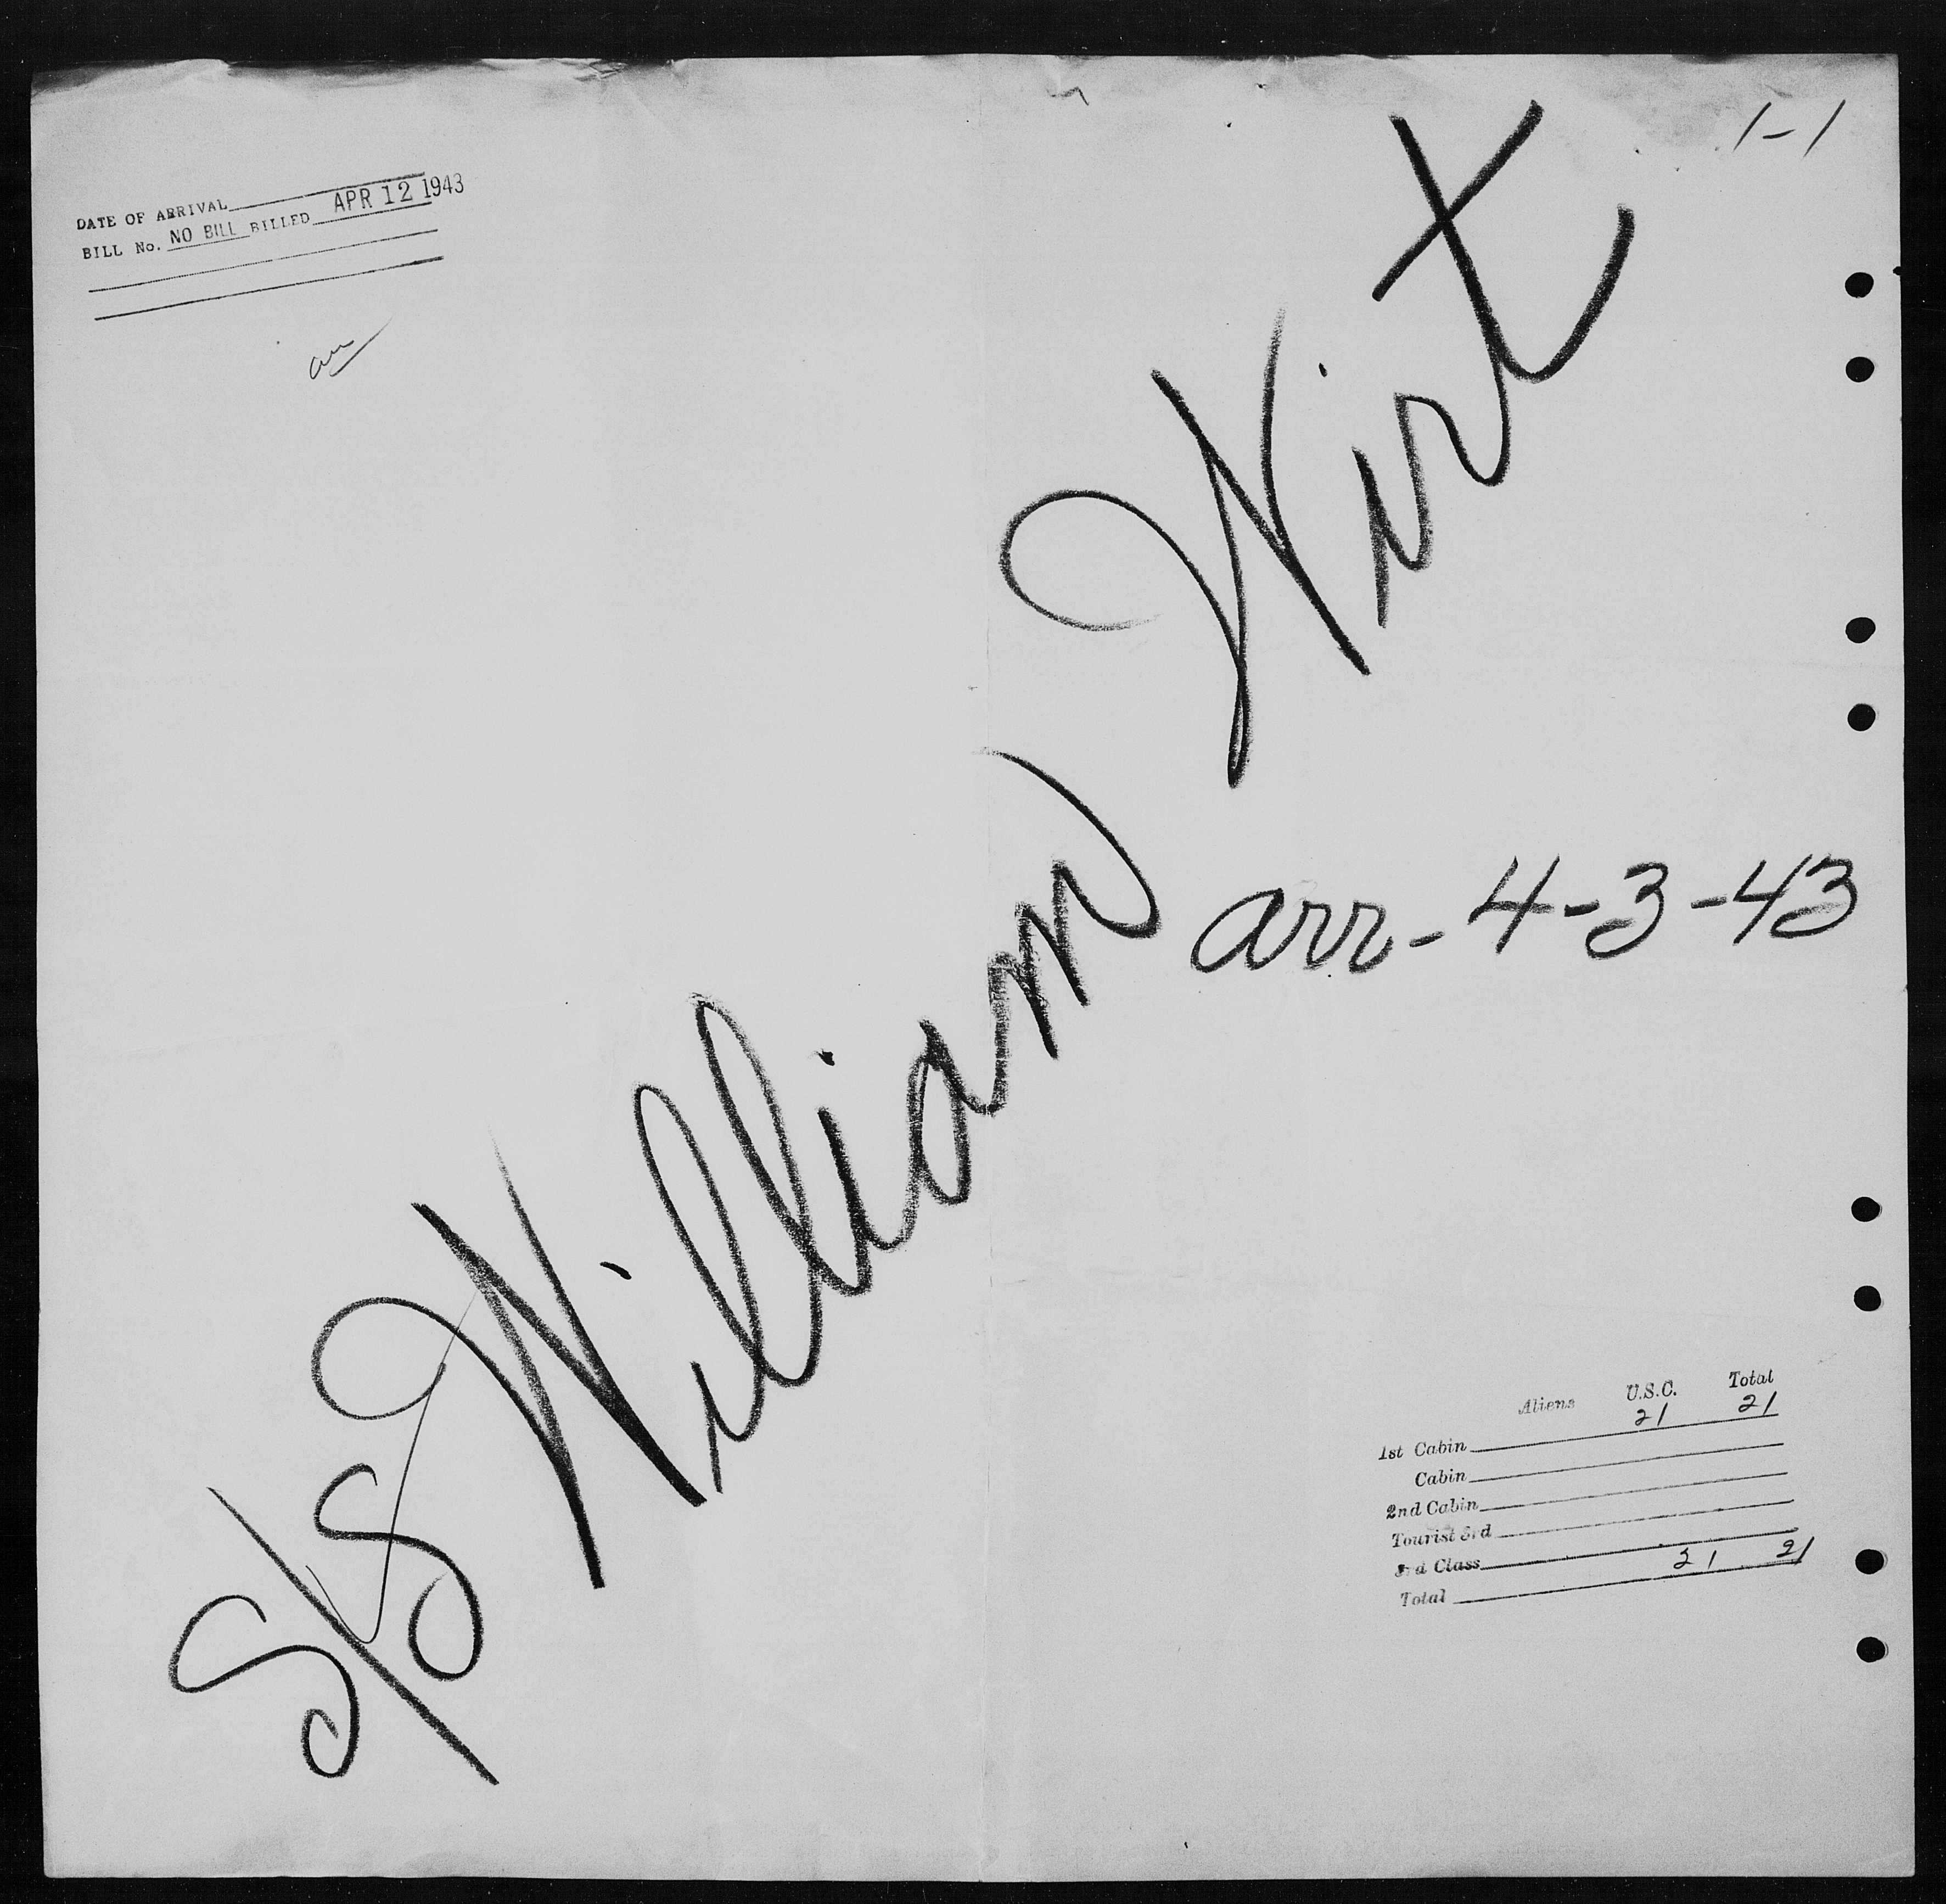 1-1
DATE OF ARRIVAL
BILL No. NO BILL BILLED APR 12 1943
S/S William Wirt
arr- 4-3-43
Aliens U.S.C. Total
1st Cabin 21 21
Cabin
2nd Cabin
Tourist 3rd
3rd Class
Total 21 21